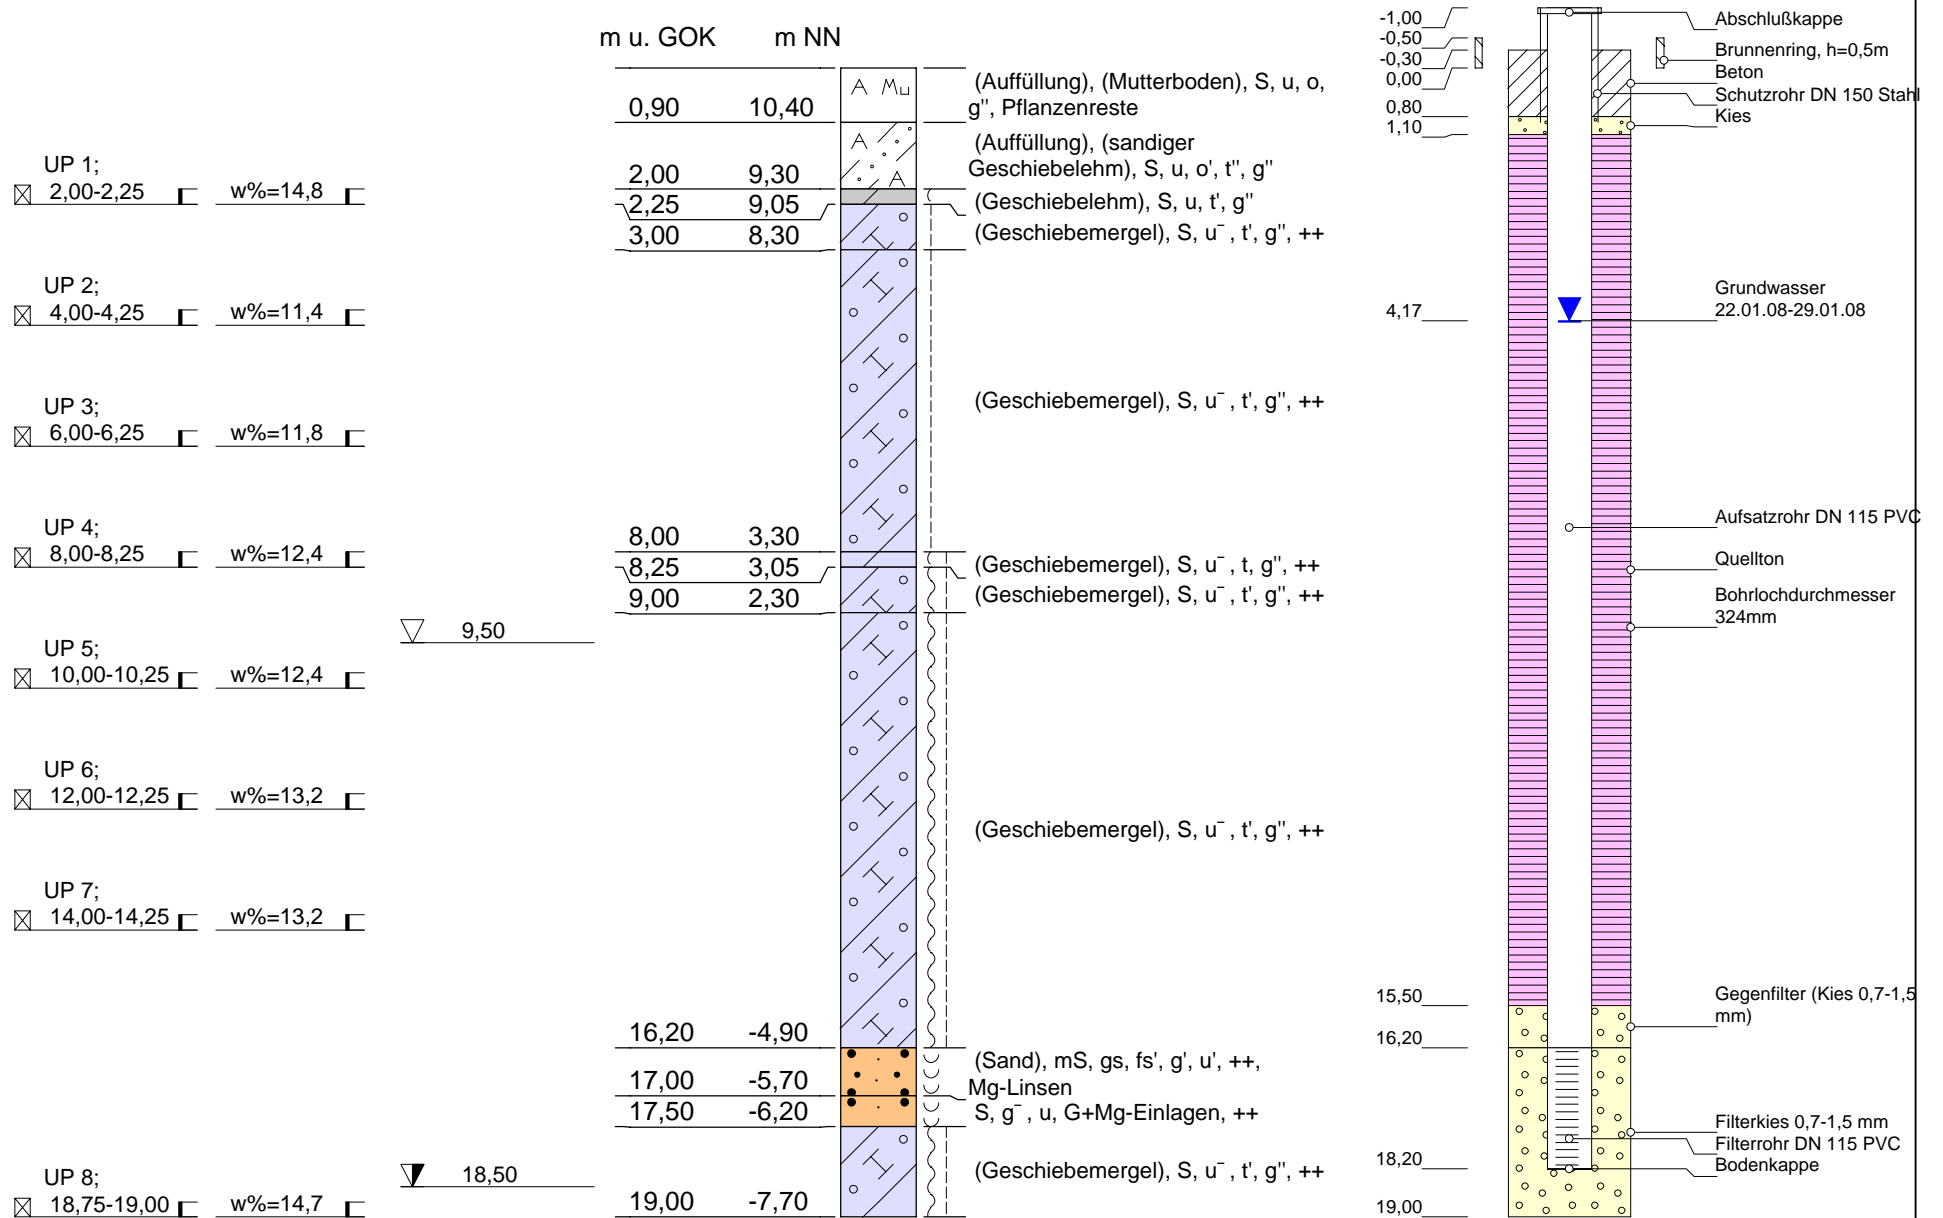 m u. GOK m NN
UP 1;
2,00-2,25 w%=14,8
UP 2;
4,00-4,25 w%=11,4
UP 3;
6,00-6,25 w%=11,8
UP 4;
8,00-8,25 w%=12,4
UP 5;
10,00-10,25 w%=12,4
UP 6;
12,00-12,25 w%=13,2
UP 7;
14,00-14,25 w%=13,2
UP 8;
18,75-19,00 w%=14,7
9,50
18,50
0,90 10,40
2,00 9,30
2,25 9,05
3,00 8,30
8,00 3,30
8,25 3,05
9,00 2,30
16,20 -4,90
17,00 -5,70
17,50 -6,20
19,00 -7,70
A Mu
A
A
(Auffüllung), (Mutterboden), S, u, o,
g", Pflanzenreste
(Auffüllung), (sandiger
Geschiebelehm), S, u, o', t", g"
(Geschiebelehm), S, u, t', g"
(Geschiebemergel), S, u¯, t', g", ++
(Geschiebemergel), S, u¯, t', g", ++
(Geschiebemergel), S, u¯, t, g", ++
(Geschiebemergel), S, u¯, t', g", ++
(Geschiebemergel), S, u¯, t', g", ++
(Sand), mS, gs, fs', g', u', ++,
Mg-Linsen
S, g¯, u, G+Mg-Einlagen, ++
(Geschiebemergel), S, u¯, t', g", ++
-1,00
-0,50
-0,30
0,00
0,80
1,10
4,17
15,50
16,20
18,20
19,00
Abschlußkappe
Brunnenring, h=0,5m
Beton
Schutzrohr DN 150 Stahl
Kies
Grundwasser
22.01.08-29.01.08
Aufsatzrohr DN 115 PVC
Quellton
Bohrlochdurchmesser
324mm
Gegenfilter (Kies 0,7-1,5
mm)
Filterkies 0,7-1,5 mm
Filterrohr DN 115 PVC
Bodenkappe